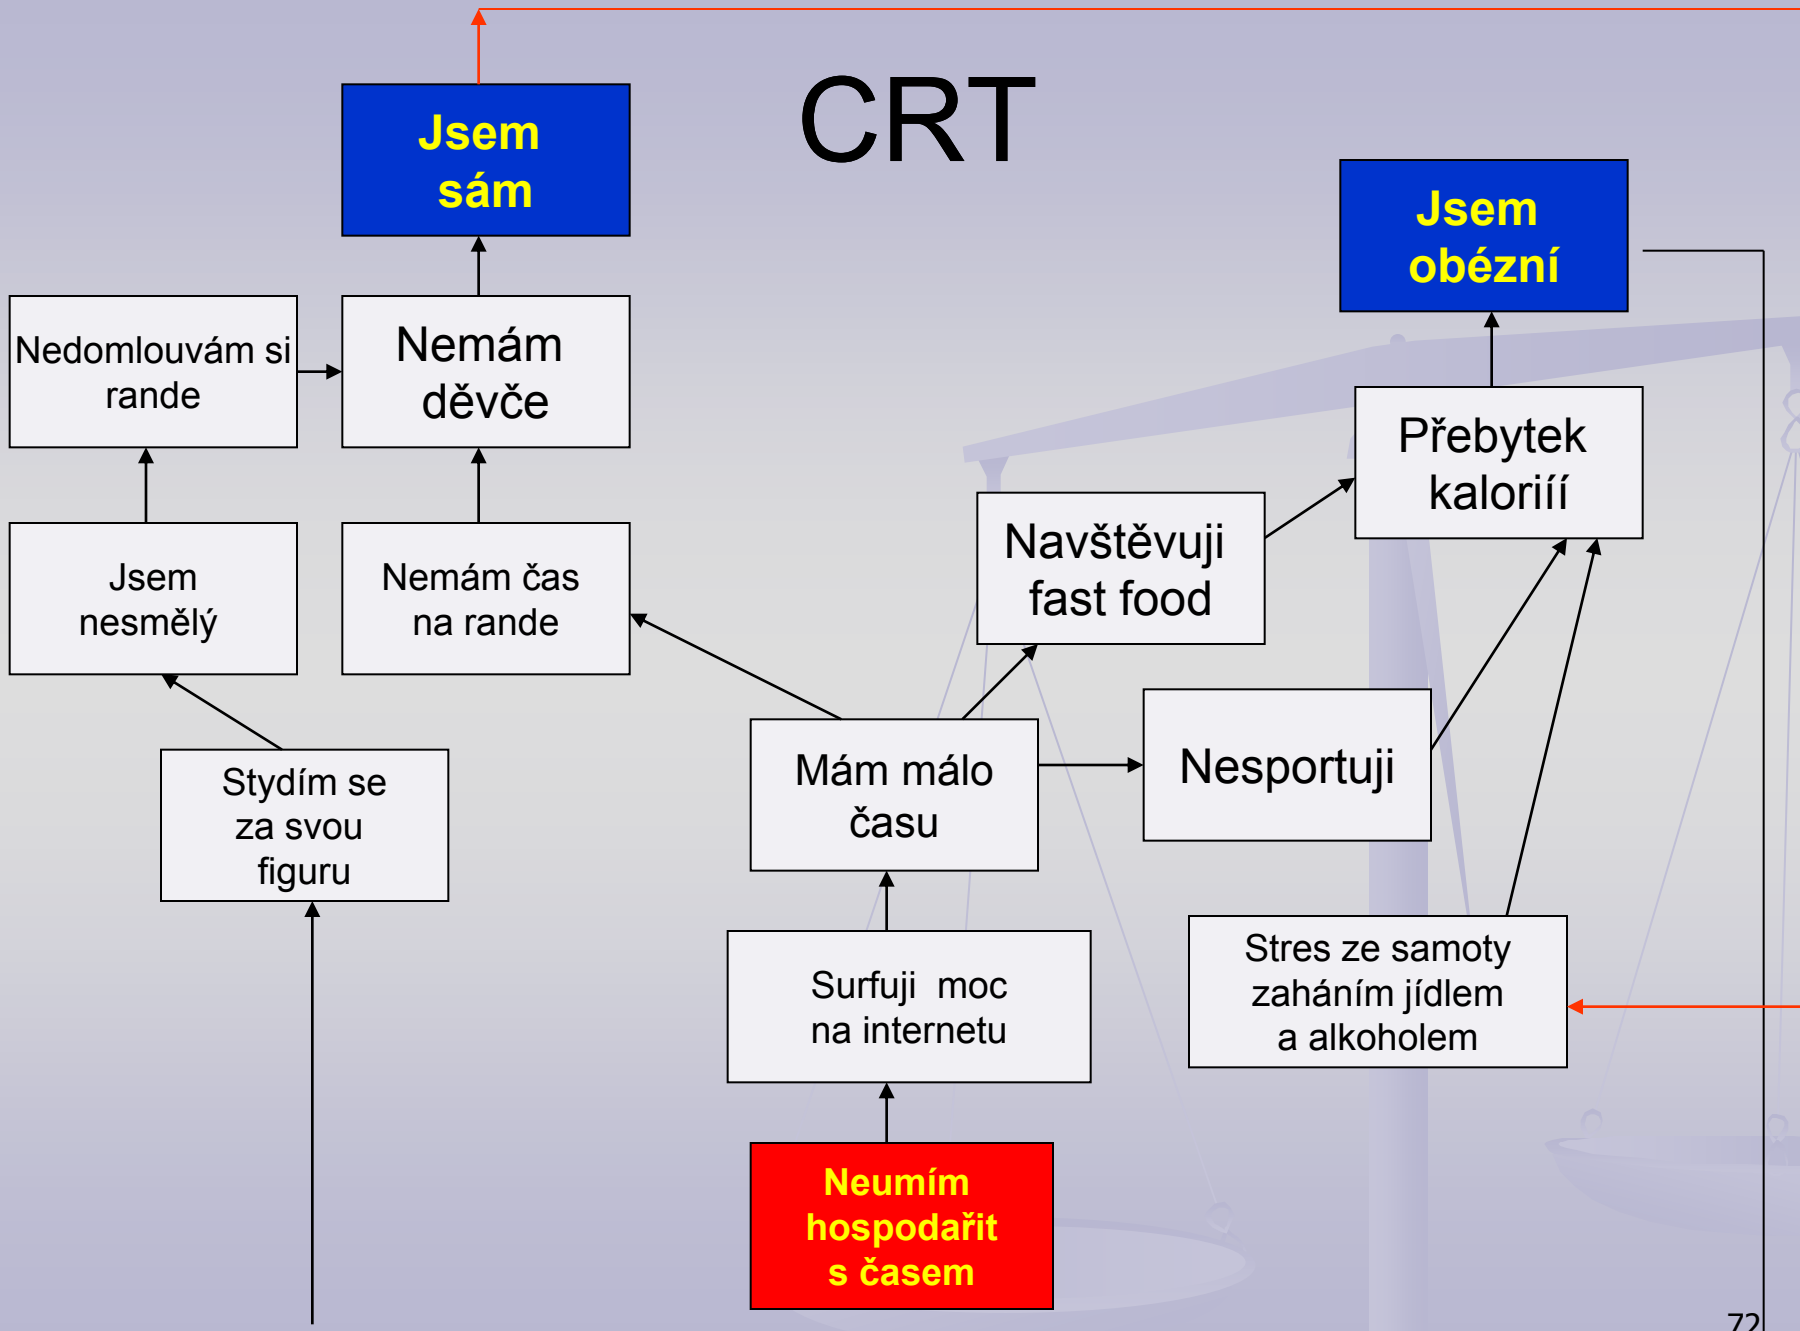 CRT
Jsem
sám
Jsem
obézní
Nedomlouvám si
rande
Nemám
děvče
Přebytek
kaloriíí
Navštěvuji
fast food
Jsem
nesmělý
Nemám čas
na rande
Stydím se
za svou
figuru
Mám málo
času
Nesportuji
Surfuji moc
na internetu
Stres ze samoty
zaháním jídlem
a alkoholem
Neumím
hospodařit
s časem
72